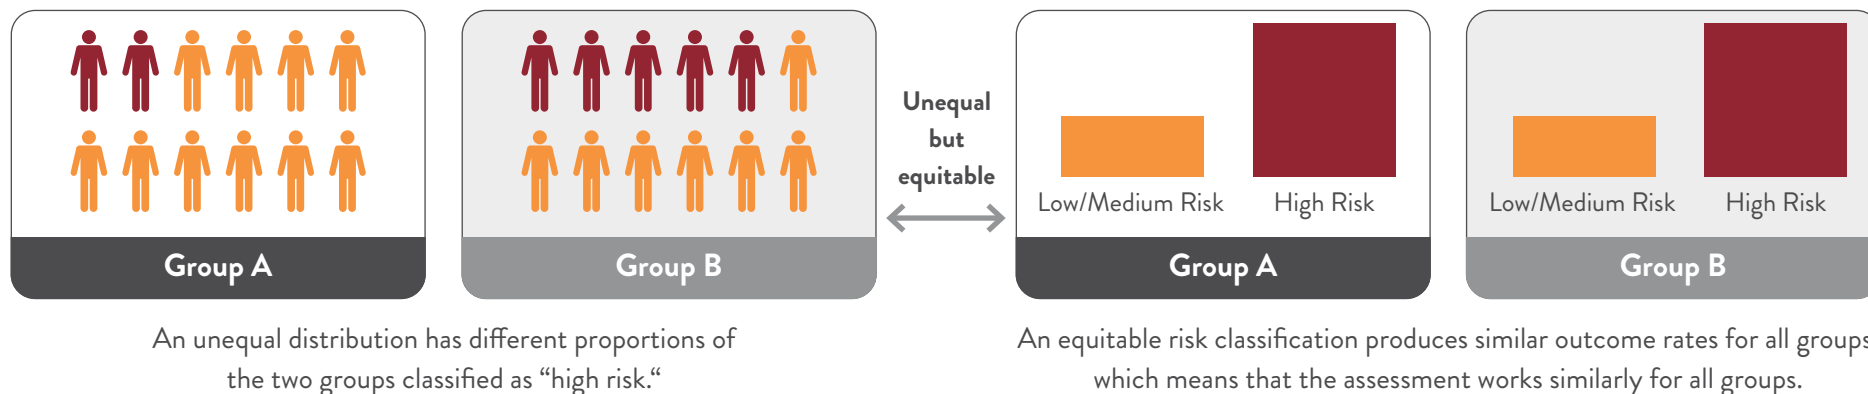 Group A
Group B
Unequal
but
equitable
Low/Medium Risk
High Risk
Group A
Low/Medium Risk
High Risk
Group B
An unequal distribution has different proportions of
the two groups classified as “high risk.“
An equitable risk classification produces similar outcome rates for all groups
which means that the assessment works similarly for all groups.